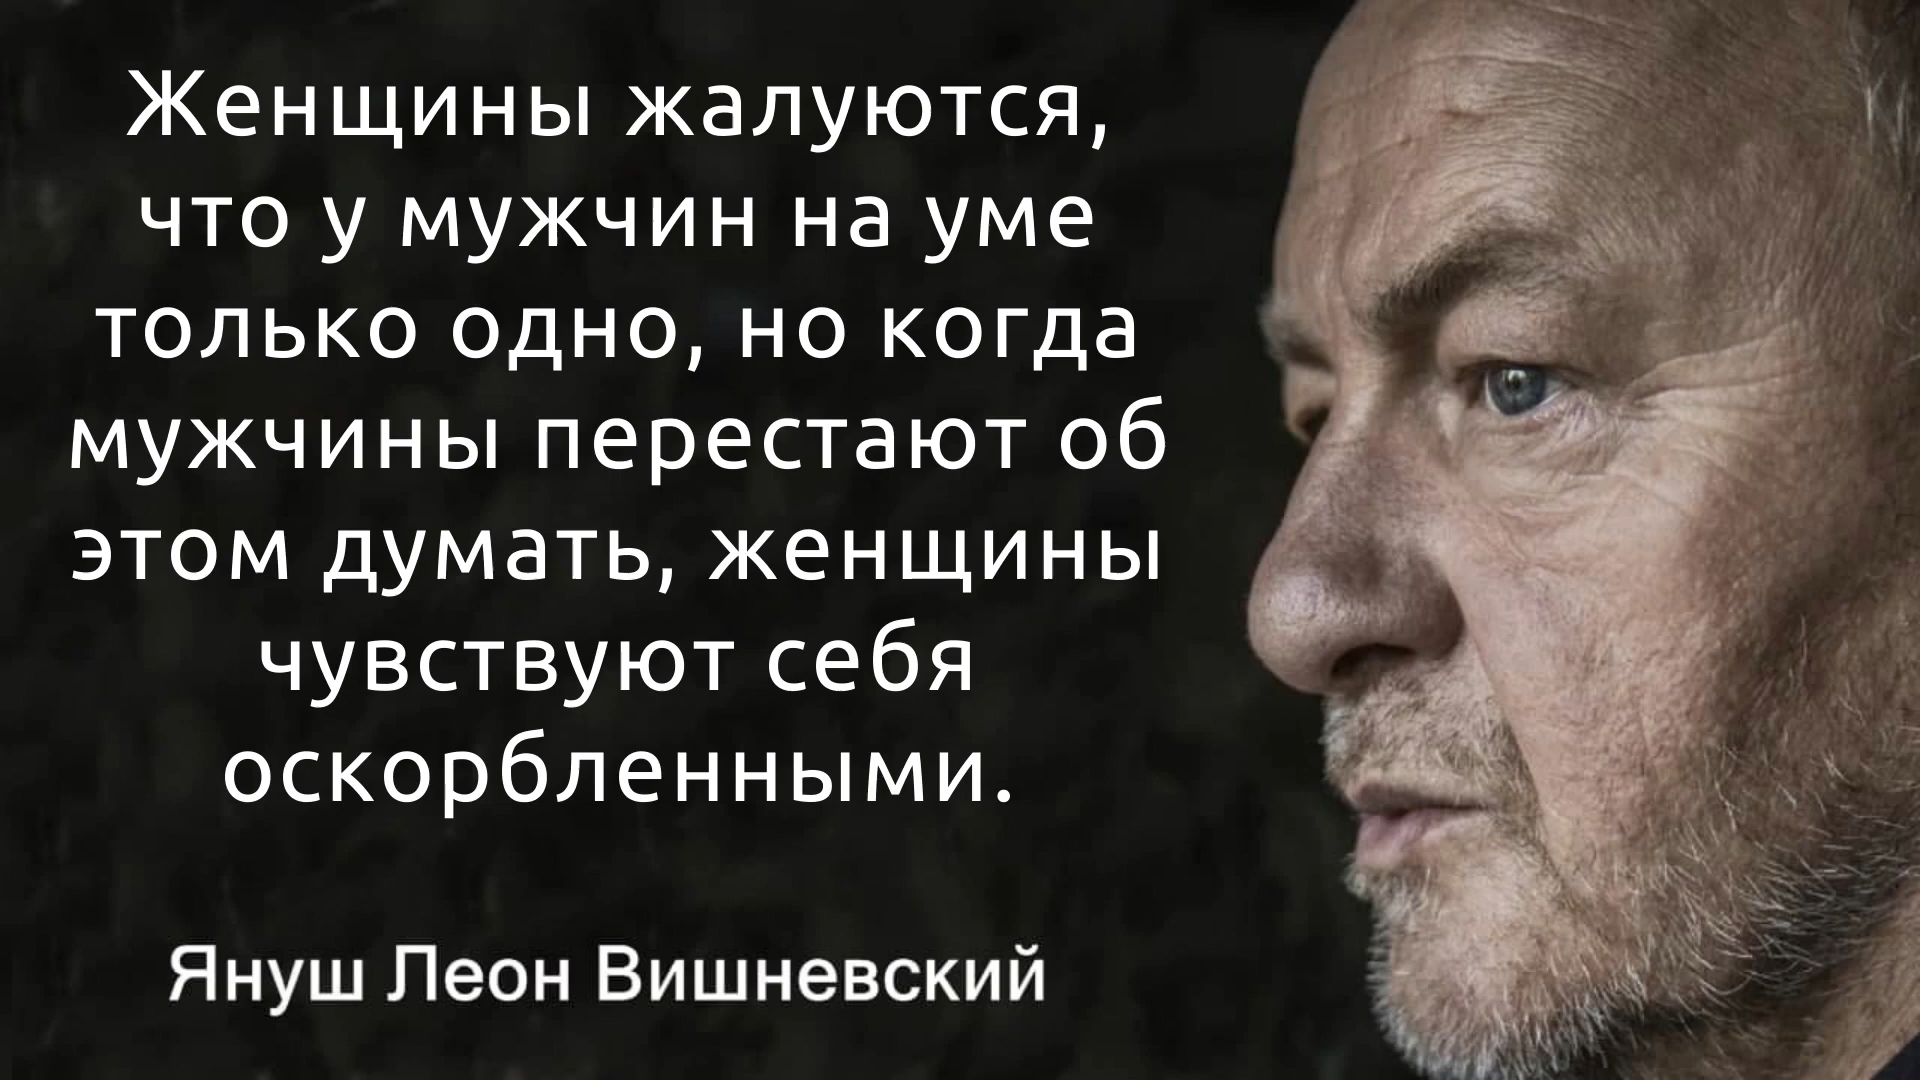 Женщины жалуются,
что у мужчин на уме
только одно, но когда
мужчины перестают об
этом думать, женщины
чувствуют себя
оскорбленными.
Януш Леон Вишневский